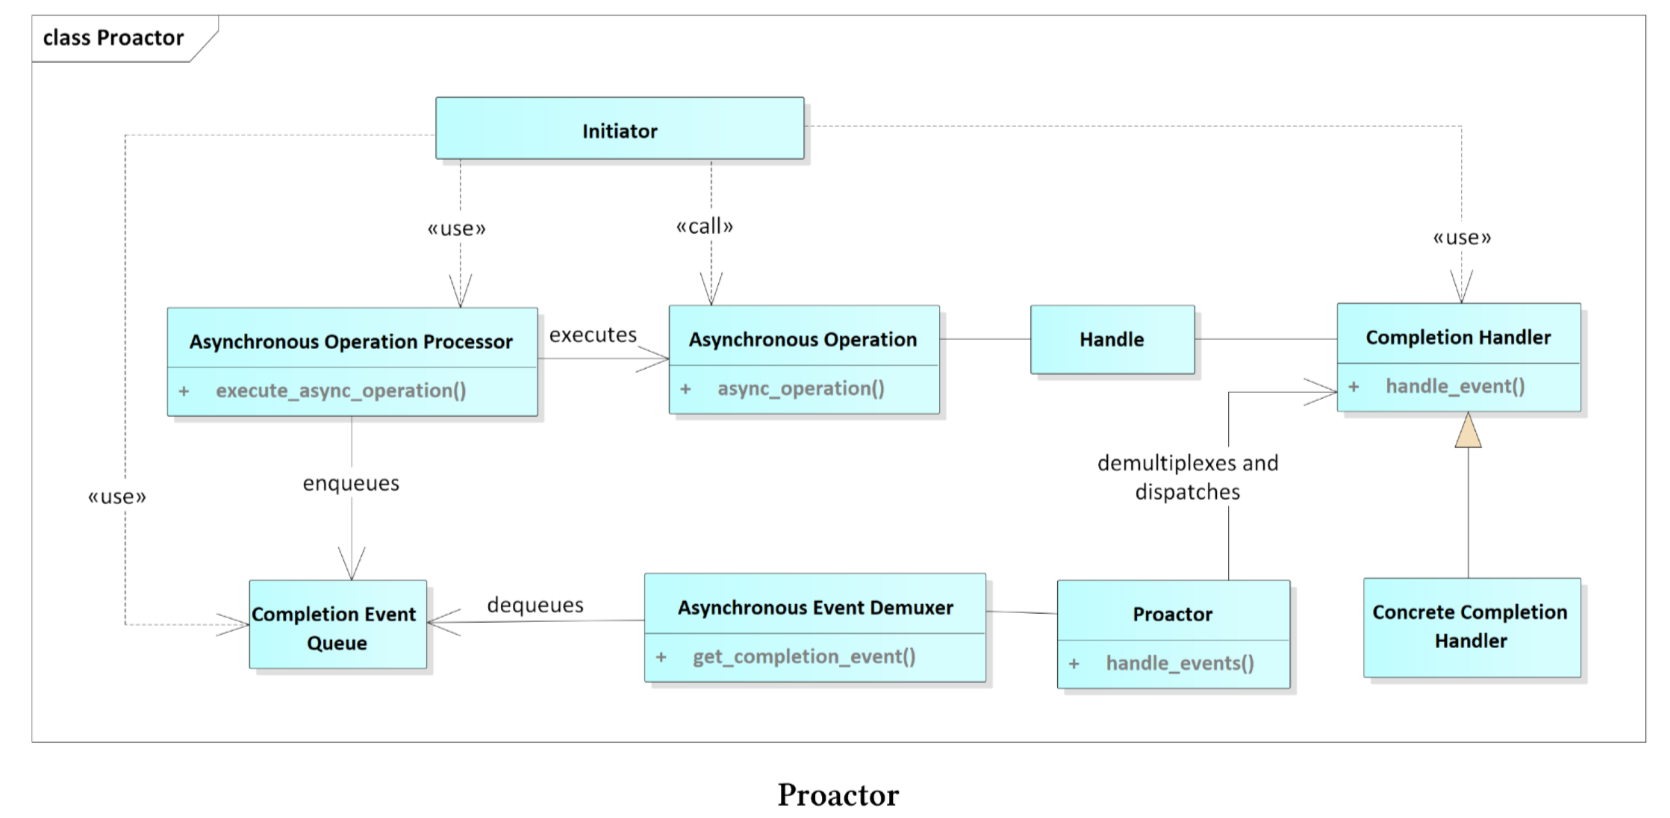 class Proactor
Initiator
«use»
«call»
«use»
Asynchronous Operation Processor
+ execute_async_operation()
executes
Asynchronous Operation
+ async_operation()
Handle
Completion Handler
+ handle_event()
demultiplexes and
dispatches
enqueues
«use»
Completion Event
Queue
dequeues
Asynchronous Event Demuxer
+ get_completion_event()
Proactor
+ handle_events()
Concrete Completion
Handler
Proactor